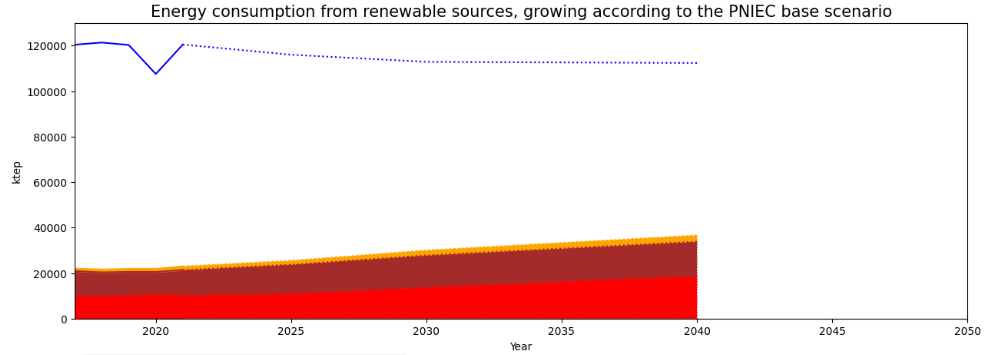 Energy consumption from renewable sources, growing according to the PNIEC base scenario
120000
100000
80000
60000
40000
20000
0
ktep
2020 2025 2030 2035 2040 2045 2050
Year